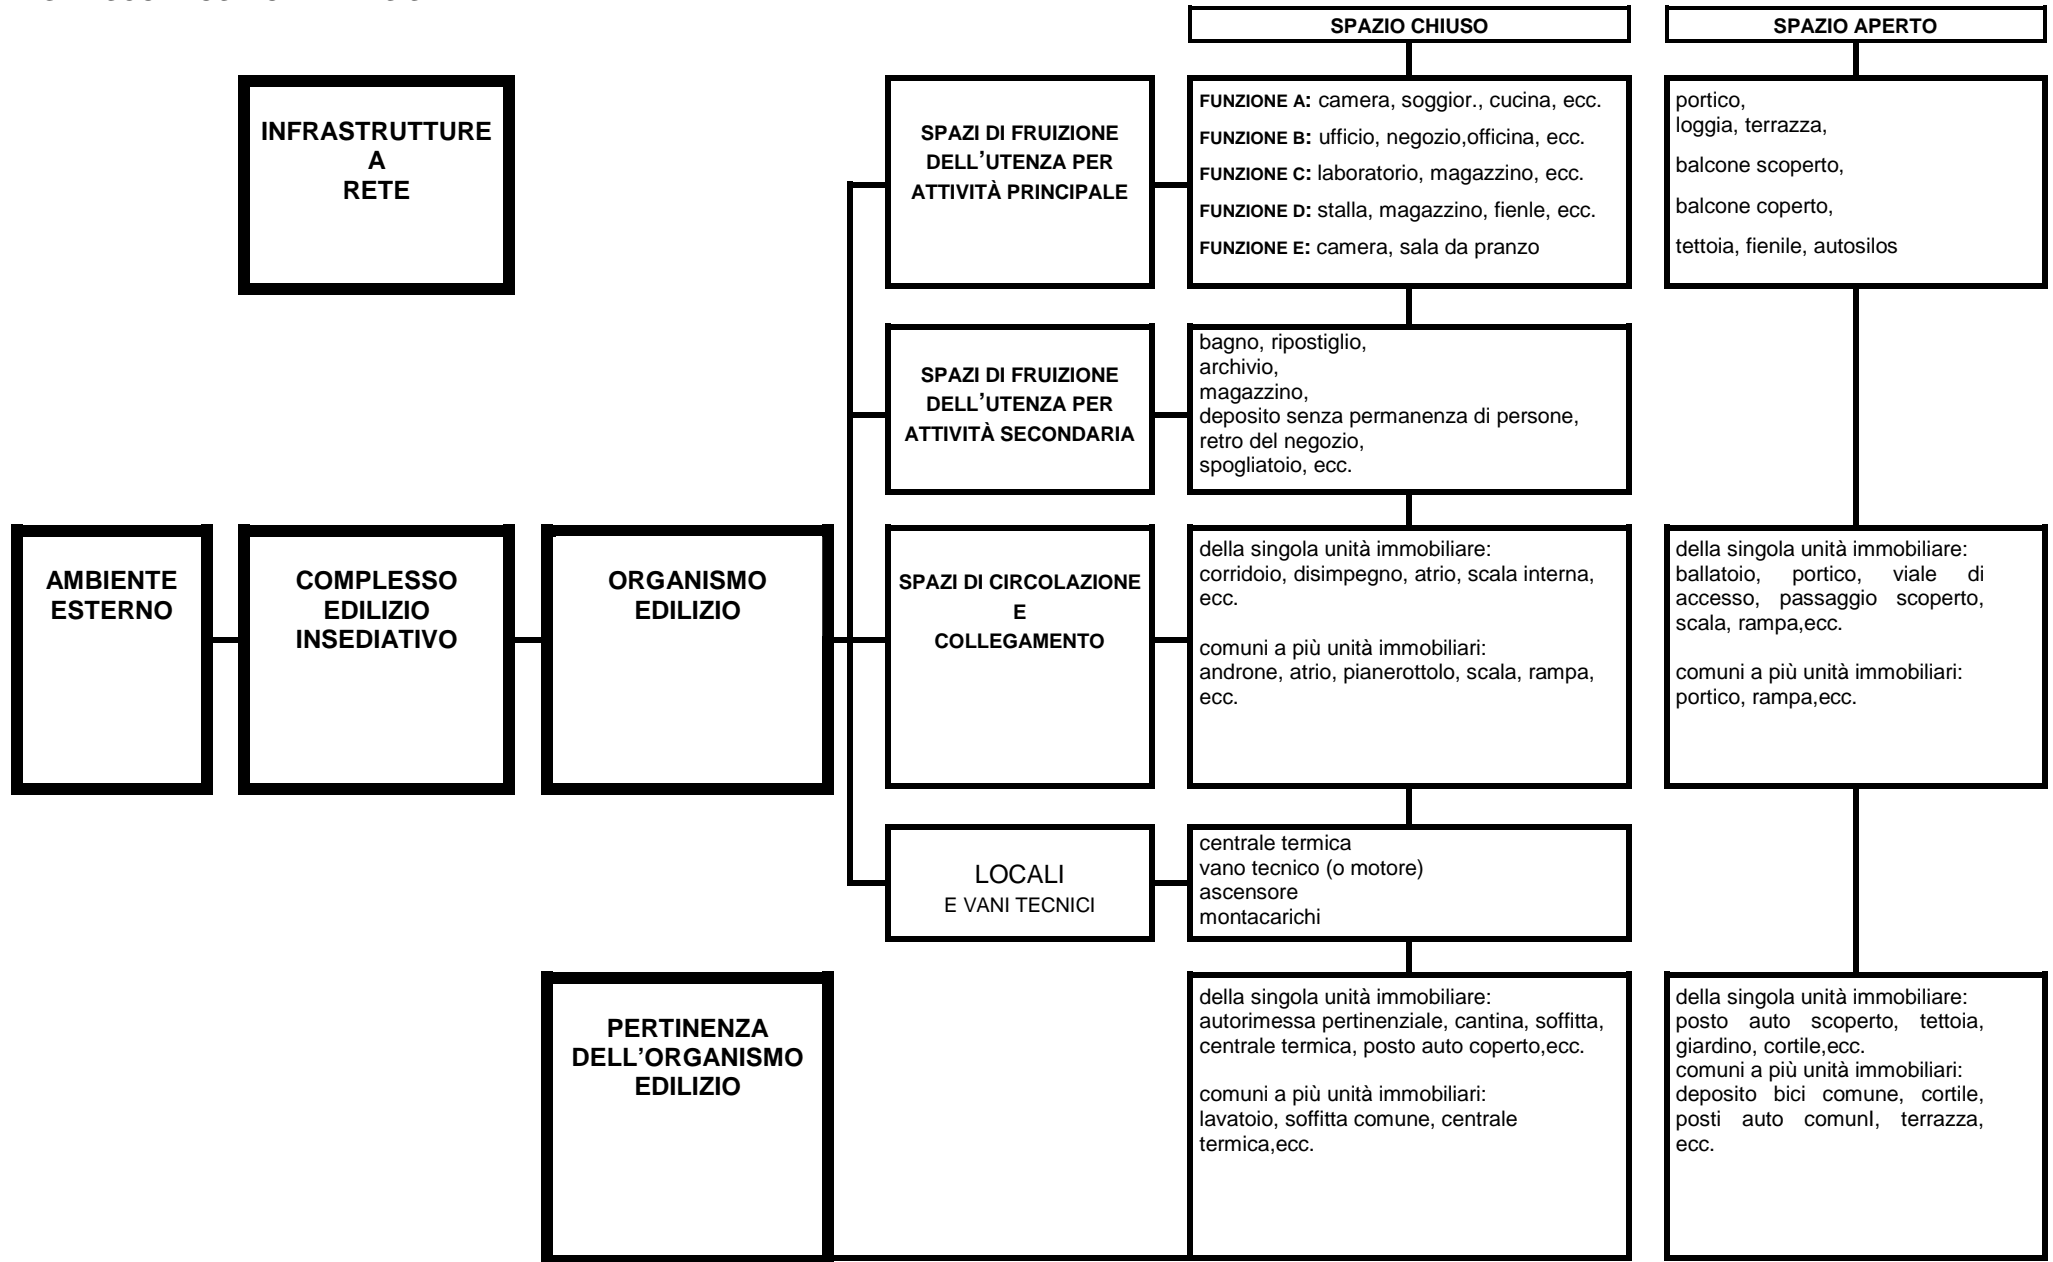 SPAZIO CHIUSO
SPAZIO APERTO
INFRASTRUTTURE
A
RETE
SPAZI DI FRUIZIONE
DELL’UTENZA PER
ATTIVITÀ PRINCIPALE
FUNZIONE A: camera, soggior., cucina, ecc.
FUNZIONE B: ufficio, negozio,officina, ecc.
FUNZIONE C: laboratorio, magazzino, ecc.
FUNZIONE D: stalla, magazzino, fienle, ecc.
FUNZIONE E: camera, sala da pranzo
portico,
loggia, terrazza,
balcone scoperto,
balcone coperto,
tettoia, fienile, autosilos
SPAZI DI FRUIZIONE
DELL’UTENZA PER
ATTIVITÀ SECONDARIA
bagno, ripostiglio,
archivio,
magazzino,
deposito senza permanenza di persone,
retro del negozio,
spogliatoio, ecc.
AMBIENTE
ESTERNO
COMPLESSO
EDILIZIO
INSEDIATIVO
ORGANISMO
EDILIZIO
SPAZI DI CIRCOLAZIONE
E
COLLEGAMENTO
della singola unità immobiliare:
corridoio, disimpegno, atrio, scala interna,
ecc.
comuni a più unità immobiliari:
androne, atrio, pianerottolo, scala, rampa,
ecc.
della singola unità immobiliare:
ballatoio, portico, viale di
accesso, passaggio scoperto,
scala, rampa,ecc.
comuni a più unità immobiliari:
portico, rampa,ecc.
LOCALI
E VANI TECNICI
centrale termica
vano tecnico (o motore)
ascensore
montacarichi
PERTINENZA
DELL’ORGANISMO
EDILIZIO
della singola unità immobiliare:
autorimessa pertinenziale, cantina, soffitta,
centrale termica, posto auto coperto,ecc.
comuni a più unità immobiliari:
lavatoio, soffitta comune, centrale
termica,ecc.
della singola unità immobiliare:
posto auto scoperto, tettoia,
giardino, cortile,ecc.
comuni a più unità immobiliari:
deposito bici comune, cortile,
posti auto comunI, terrazza,
ecc.